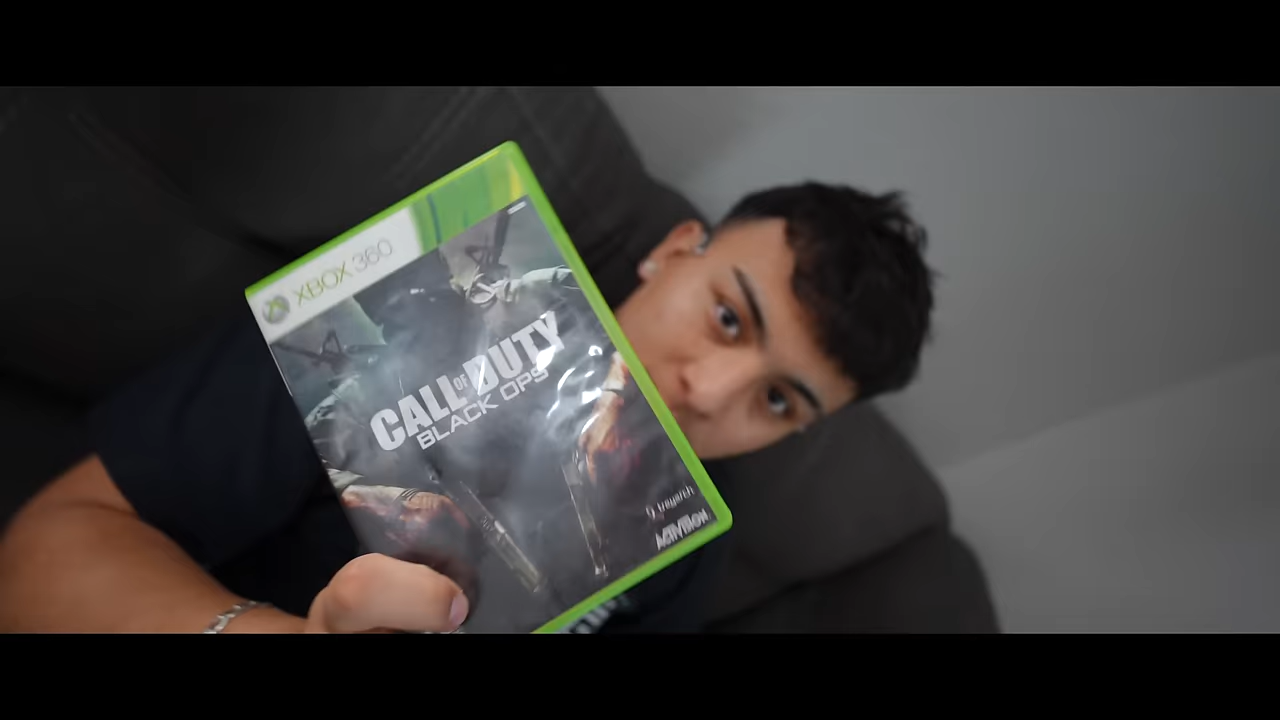 XBOX 360
CALL OF DUTY
BLACK OPS
treyarch
ACTIVISION